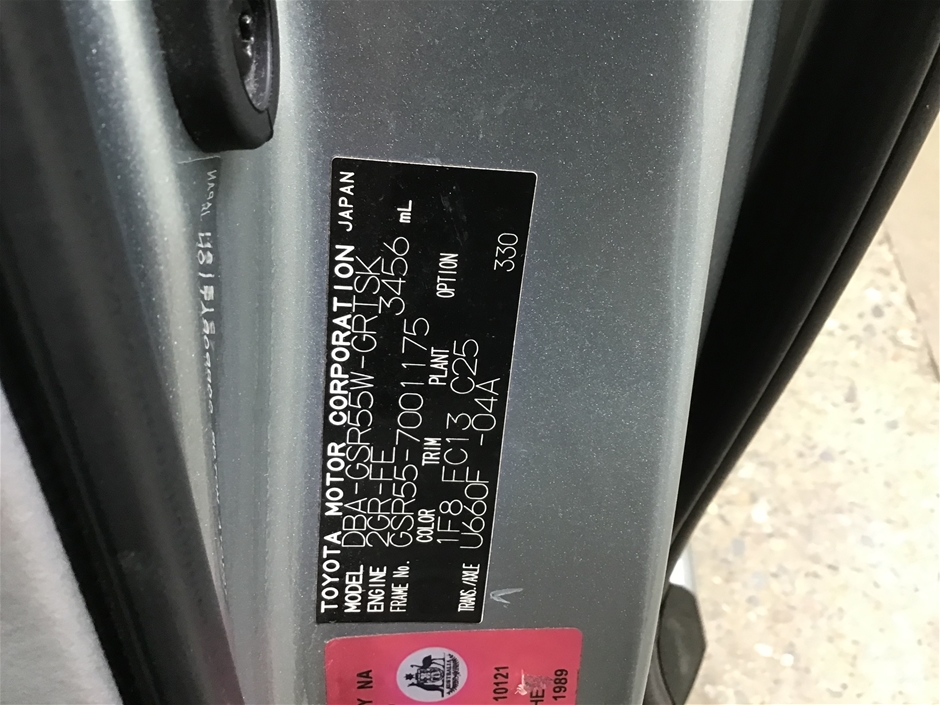 TOYOTA MOTOR CORPORATION JAPAN
MODEL DBA-GSR55W-GRTSK
ENGINE 2GR-FE 3456 mL
FRAME No. GSR55-7001175
COLOR TRIM PLANT OPTION
1F8 FC13 C25
TRANS./AXLE U660F -04A 330
Y NA
10121
1989